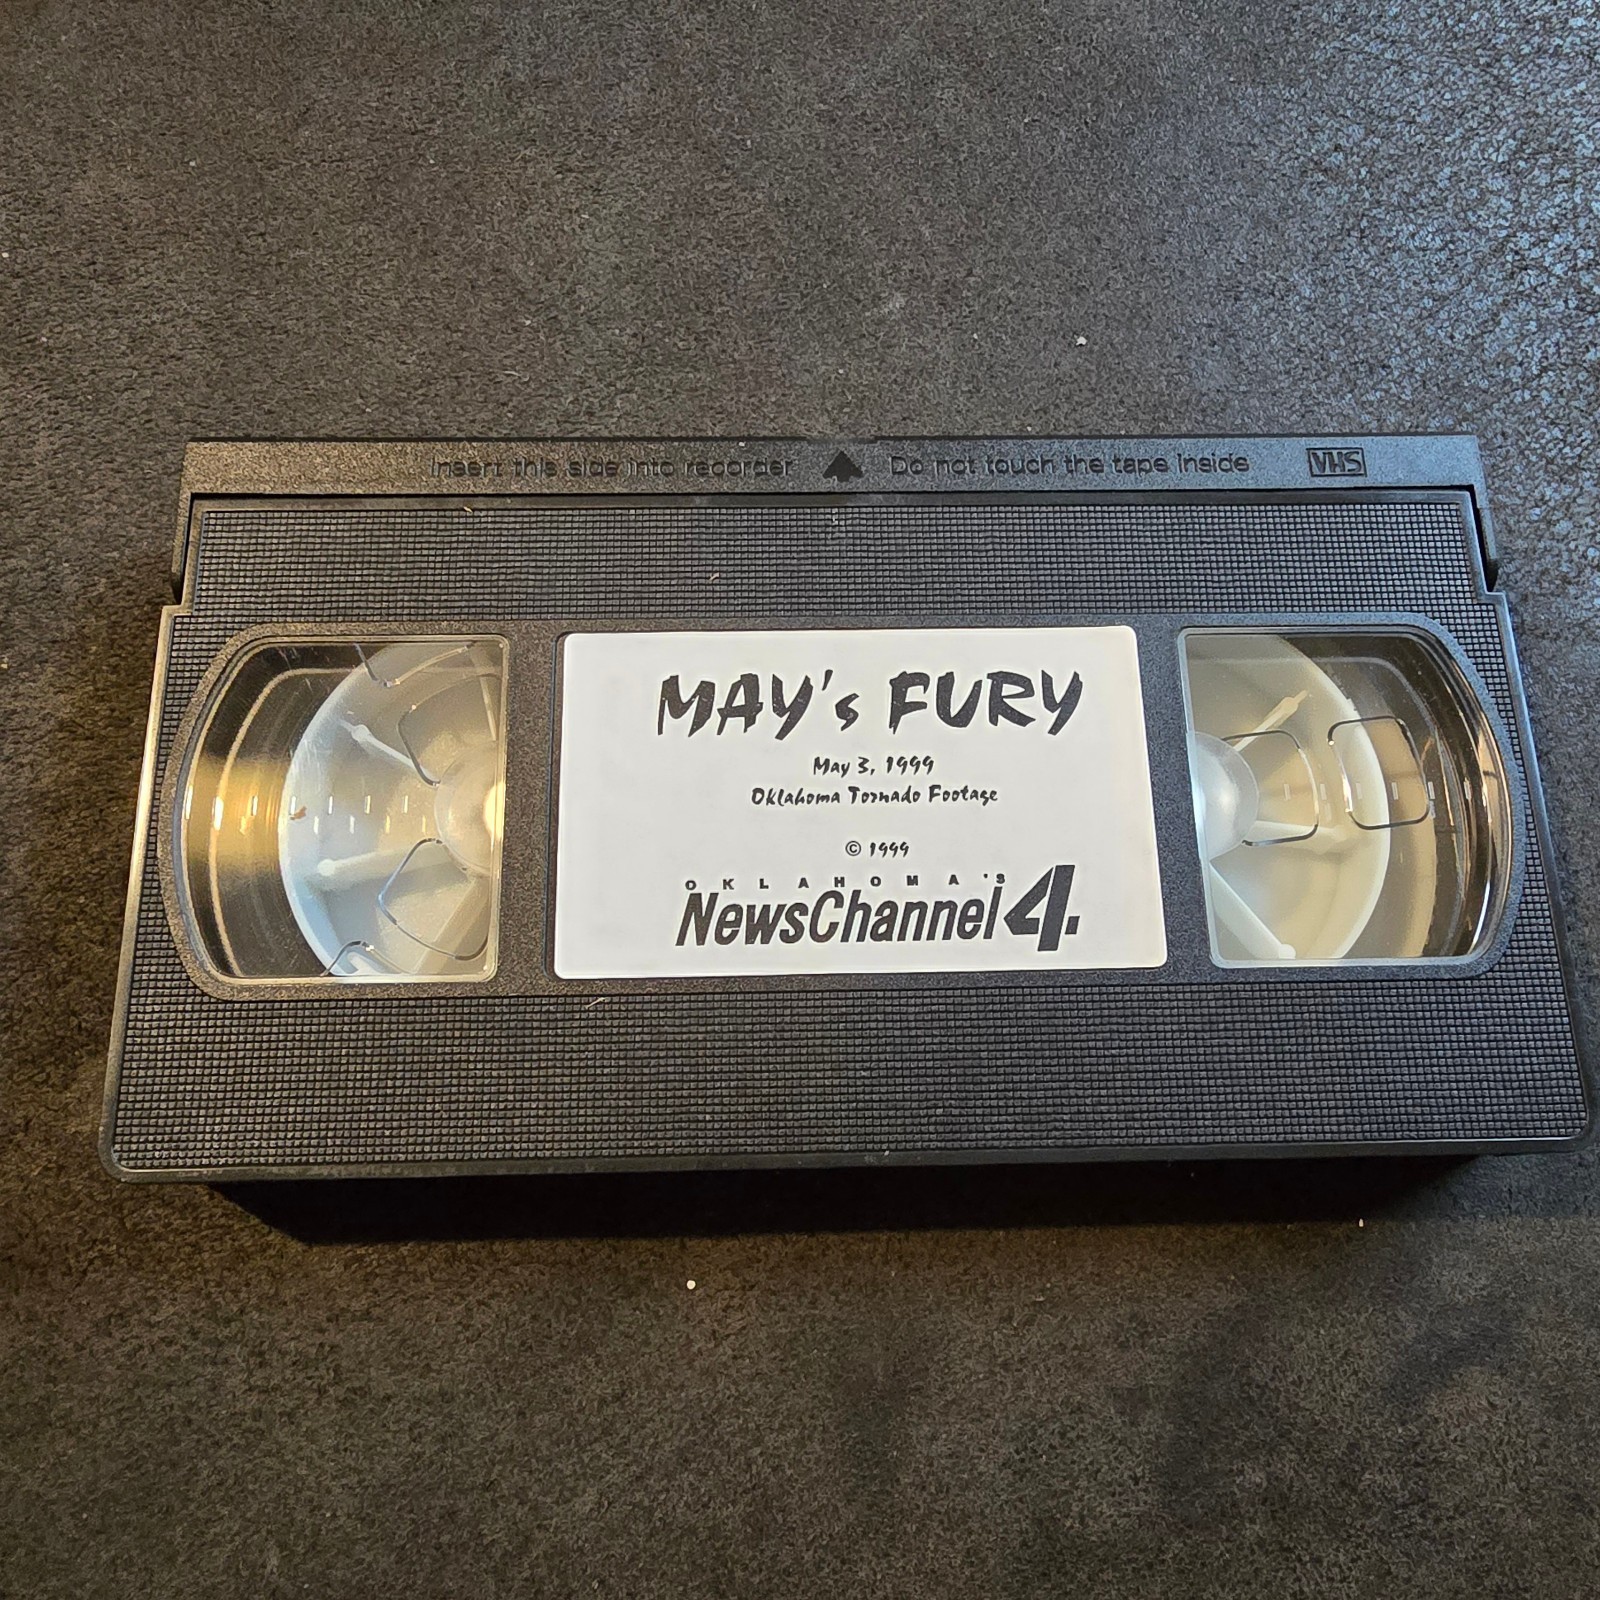 Insert this side into recorder Do not touch the tape inside VHS
MAY's FURY
May 3, 1999
Oklahoma Tornado Footage
© 1999
OKLAHOMA'S
NewsChannel 4.